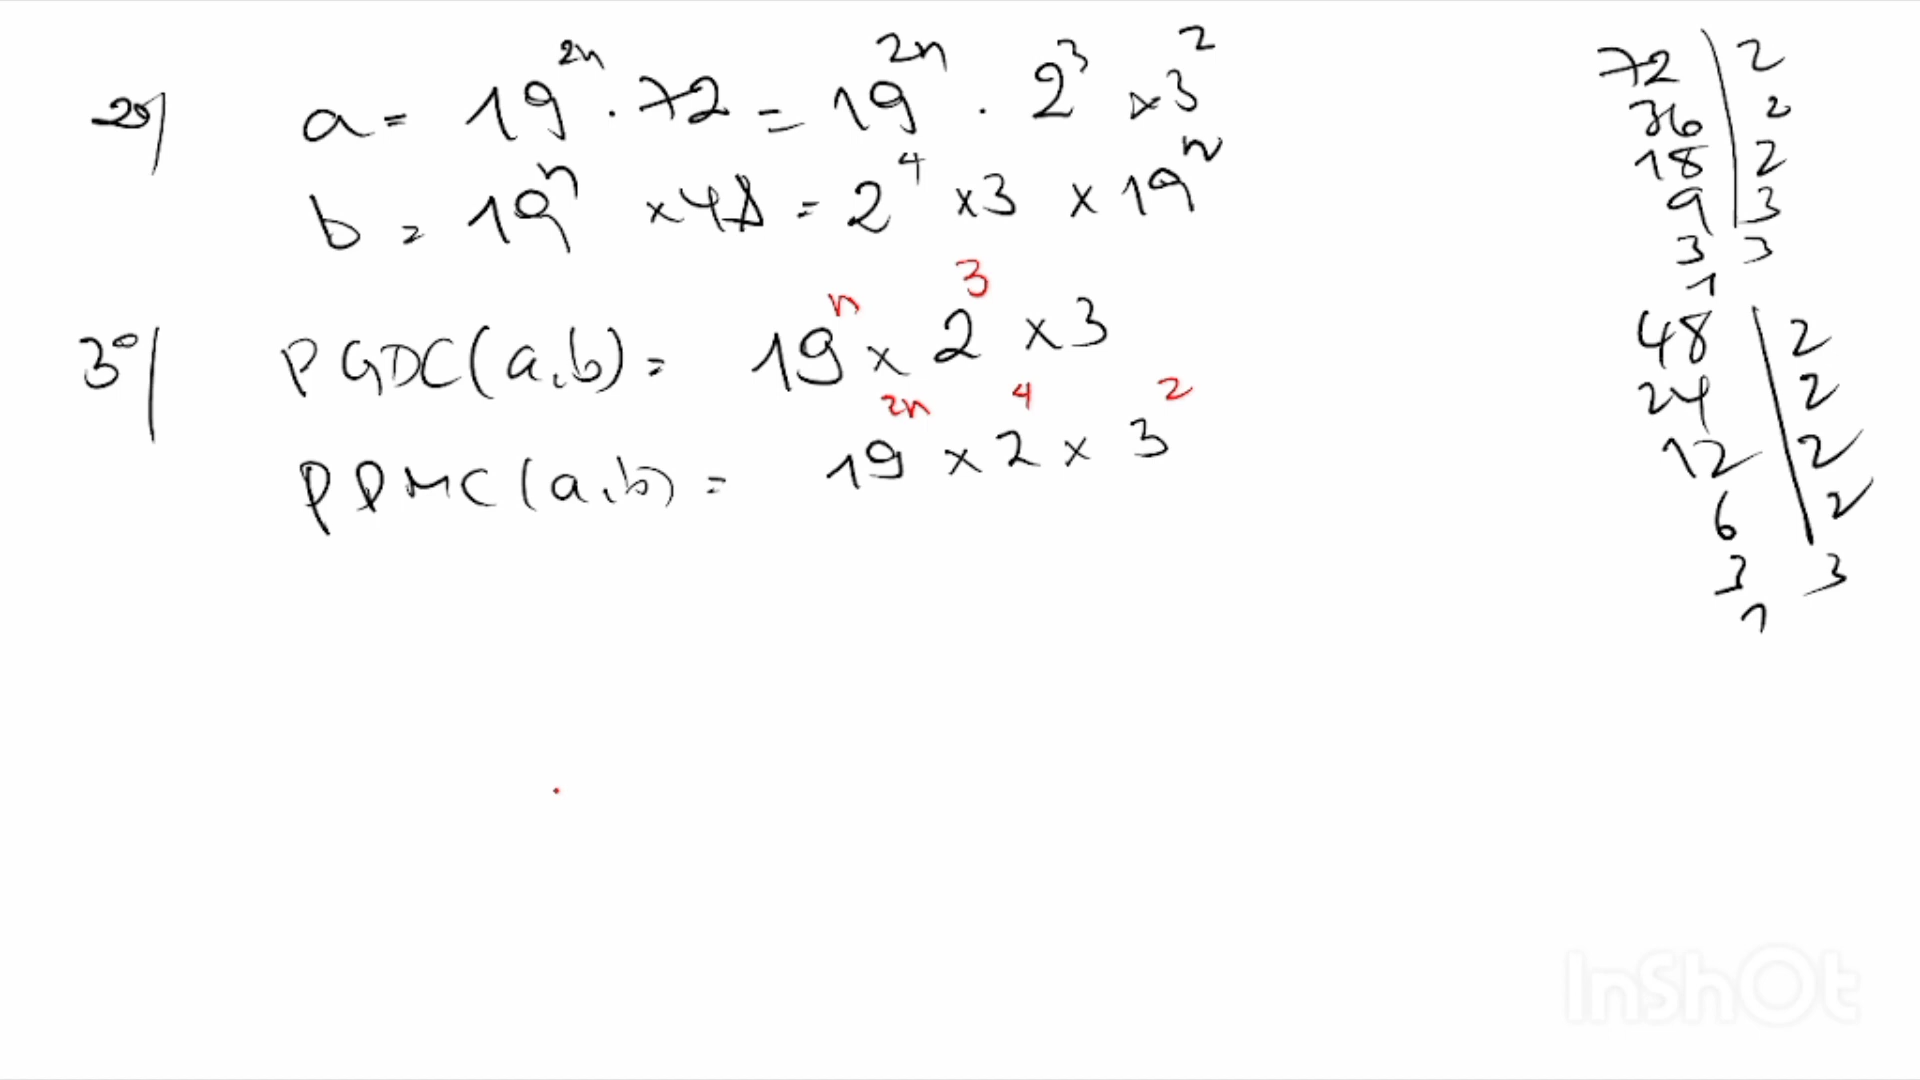 2°/ a = 19^2n . 72 = 19^2n . 2^3 × 3^2
b = 19^n × 48 = 2^4 × 3 × 19^n
3°/ PGDC(a,b) = 19^n × 2^3 × 3
PPMC(a,b) = 19^2n × 2^4 × 3^2
72 | 2
36 | 2
18 | 2
9 | 3
3 3
1
48 | 2
24 | 2
12 | 2
6 | 2
3 3
1
InShOt